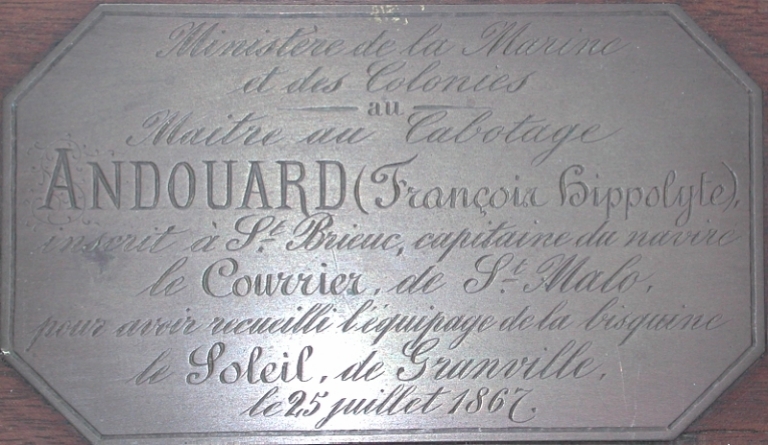 Ministère de la Marine
et des Colonies
au
Maitre au Cabotage
ANDOUARD (François Hippolyte),
inscrit à St. Brieuc, capitaine du navire
le Courrier, de St. Malo,
pour avoir recueilli l'équipage de la bisquine
le Soleil, de Granville,
le 25 juillet 1867.